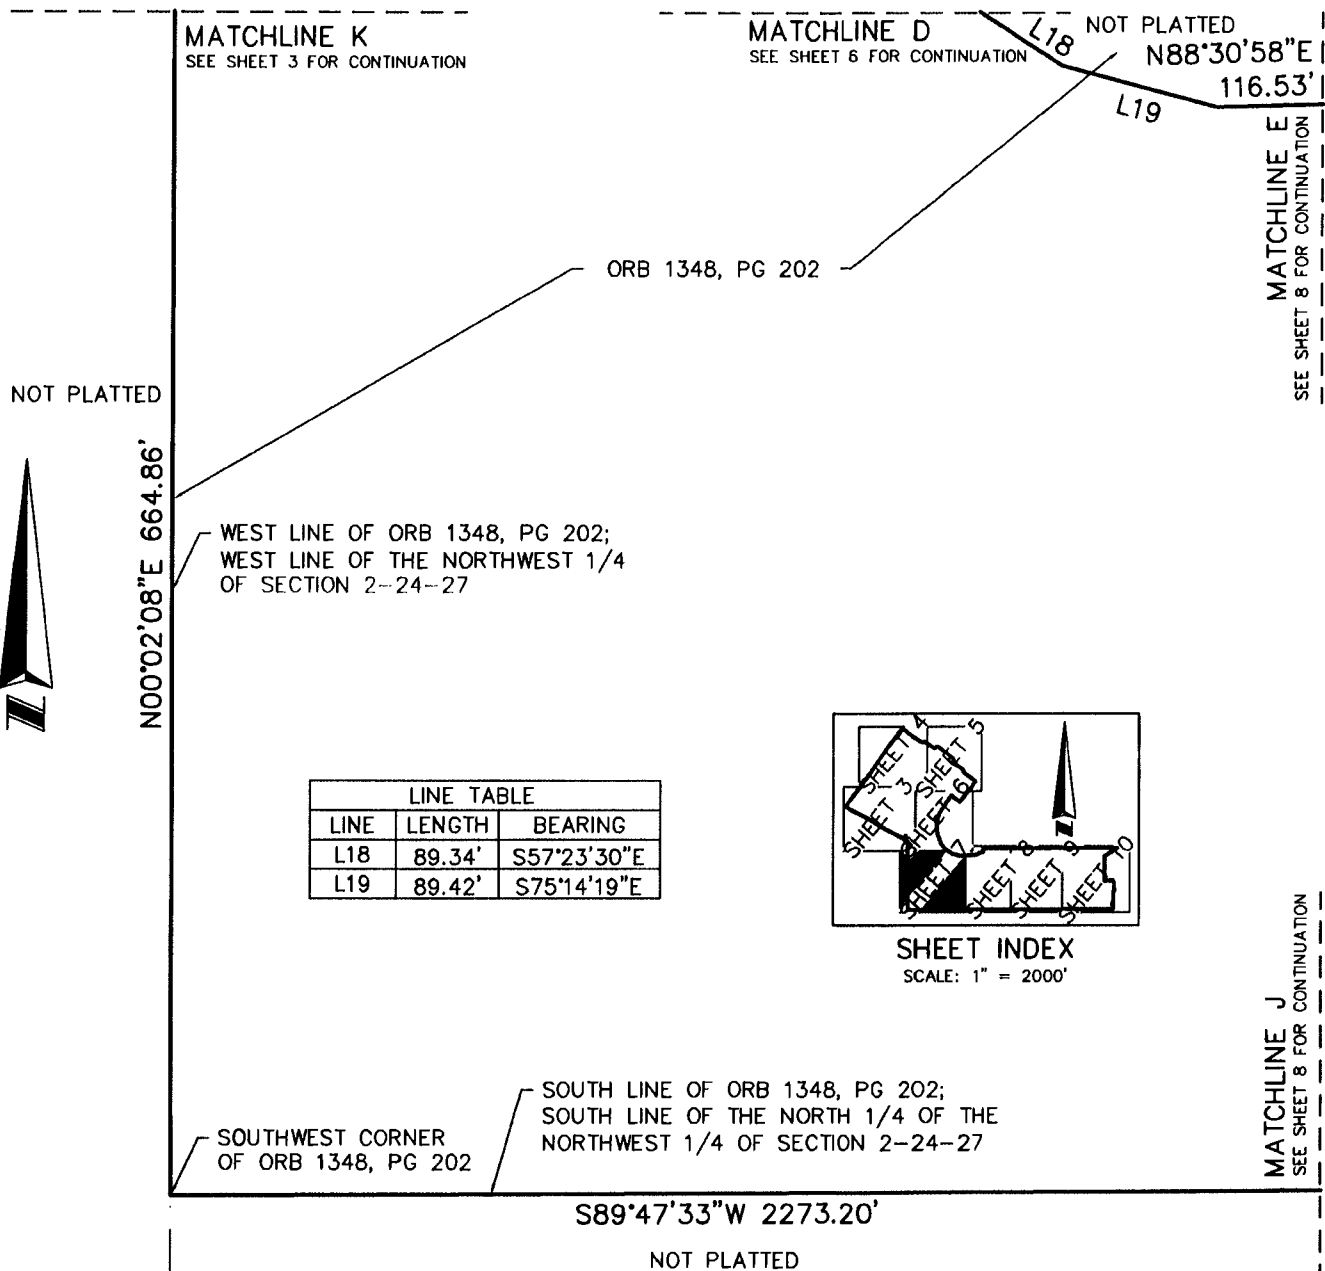 MATCHLINE K
SEE SHEET 3 FOR CONTINUATION
MATCHLINE D
SEE SHEET 6 FOR CONTINUATION
L18
NOT PLATTED
N88°30'58"E
116.53'
L19
MATCHLINE E
SEE SHEET 8 FOR CONTINUATION
ORB 1348, PG 202
NOT PLATTED
N00°02'08"E 664.86'
WEST LINE OF ORB 1348, PG 202;
WEST LINE OF THE NORTHWEST 1/4
OF SECTION 2-24-27
N
LINE TABLE
LINE LENGTH BEARING
L18 89.34' S57°23'30"E
L19 89.42' S75°14'19"E
SHEET 4
SHEET 5
SHEET 3
SHEET 6
SHEET 7
SHEET 8
SHEET 9
SHEET 10
N
SHEET INDEX
SCALE: 1" = 2000'
MATCHLINE J
SEE SHEET 8 FOR CONTINUATION
SOUTH LINE OF ORB 1348, PG 202;
SOUTH LINE OF THE NORTH 1/4 OF THE
NORTHWEST 1/4 OF SECTION 2-24-27
SOUTHWEST CORNER
OF ORB 1348, PG 202
S89°47'33"W 2273.20'
NOT PLATTED